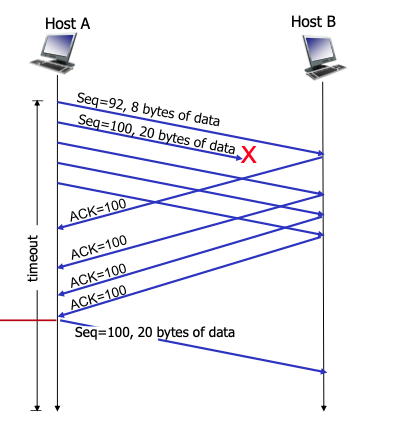 Host A
Host B
Seq=92, 8 bytes of data
Seq=100, 20 bytes of data
X
ACK=100
ACK=100
ACK=100
ACK=100
timeout
Seq=100, 20 bytes of data